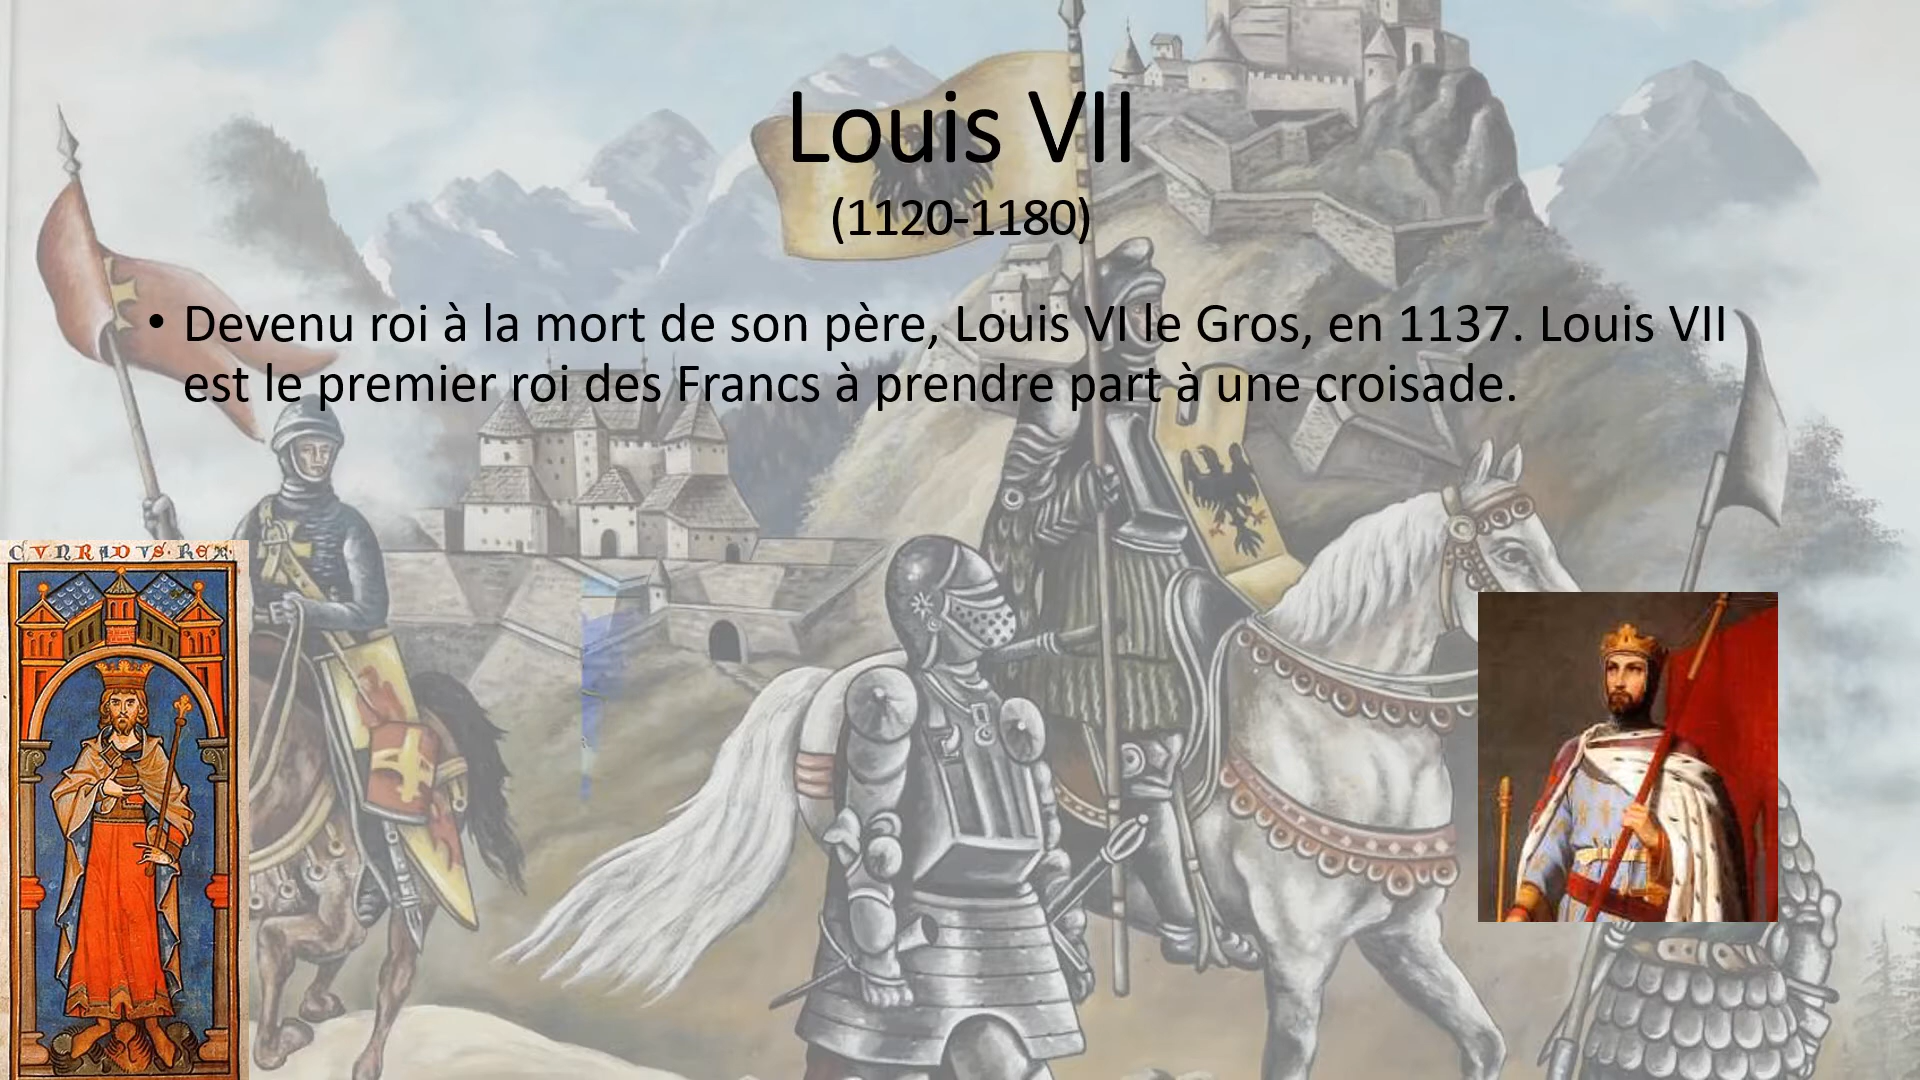 Louis VII
(1120-1180)
• Devenu roi à la mort de son père, Louis VI le Gros, en 1137. Louis VII
est le premier roi des Francs à prendre part à une croisade.
CVNRADVS·REX·